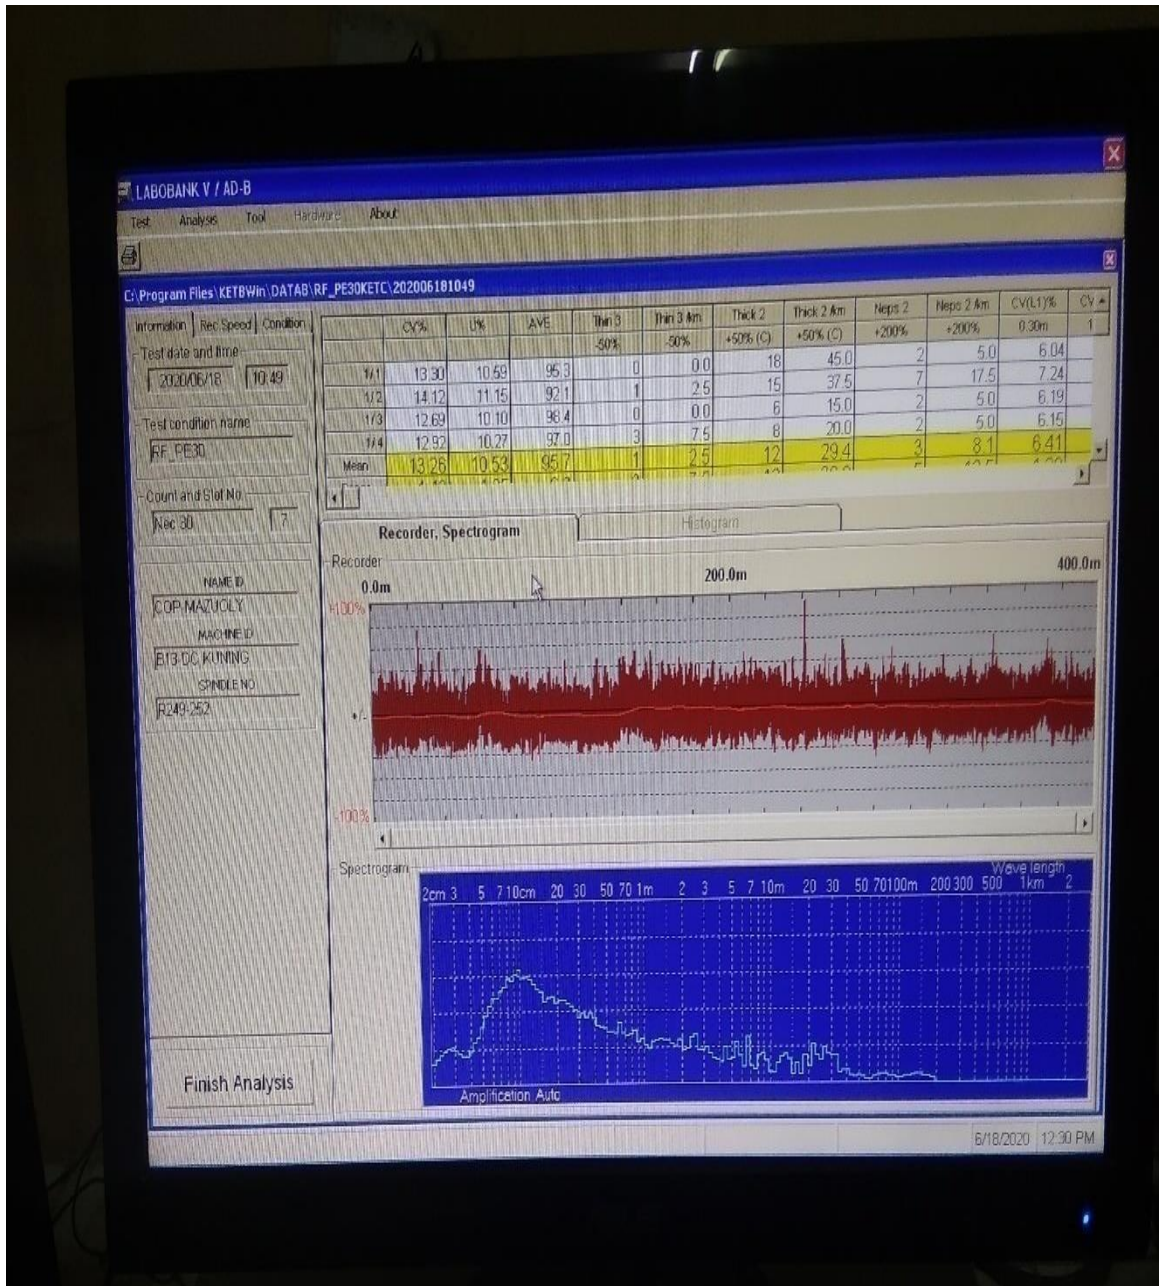 LABOBANK V / AD-B
Test Analysis Tool Hardware About
C:\Program Files\KETBWin\DATAB\RF_PE30KETC\202006181049
Information Rec.Speed Condition
Test date and time
2020/06/18 10:49
Test condition name
RF_PE30
Count and Slot No.
Nec 30 7
NAME ID
COP-MAZUOLY
MACHINE ID
B13 DC KUNING
SPINDLE NO
R249-252
Finish Analysis
CV% U% AVE Thin 3 Thin 3 /km Thick 2 Thick 2 /km Neps 2 Neps 2 /km CV(L1)% CV
-50% -50% +50% (C) +50% (C) +200% +200% 0.30m 1
1/1 13.30 10.59 95.3 0 0.0 18 45.0 2 5.0 6.04
1/2 14.12 11.15 92.1 1 2.5 15 37.5 7 17.5 7.24
1/3 12.69 10.10 98.4 0 0.0 6 15.0 2 5.0 6.19
1/4 12.92 10.27 97.0 3 7.5 8 20.0 2 5.0 6.15
Mean 13.26 10.53 95.7 1 2.5 12 29.4 3 8.1 6.41
Recorder, Spectrogram Histogram
Recorder
0.0m 200.0m 400.0m
+100%
+/-
-100%
Spectrogram
Wave length
2cm 3 5 7 10cm 20 30 50 70 1m 2 3 5 7 10m 20 30 50 70 100m 200 300 500 1km 2
Amplification Auto
6/18/2020 12:30 PM